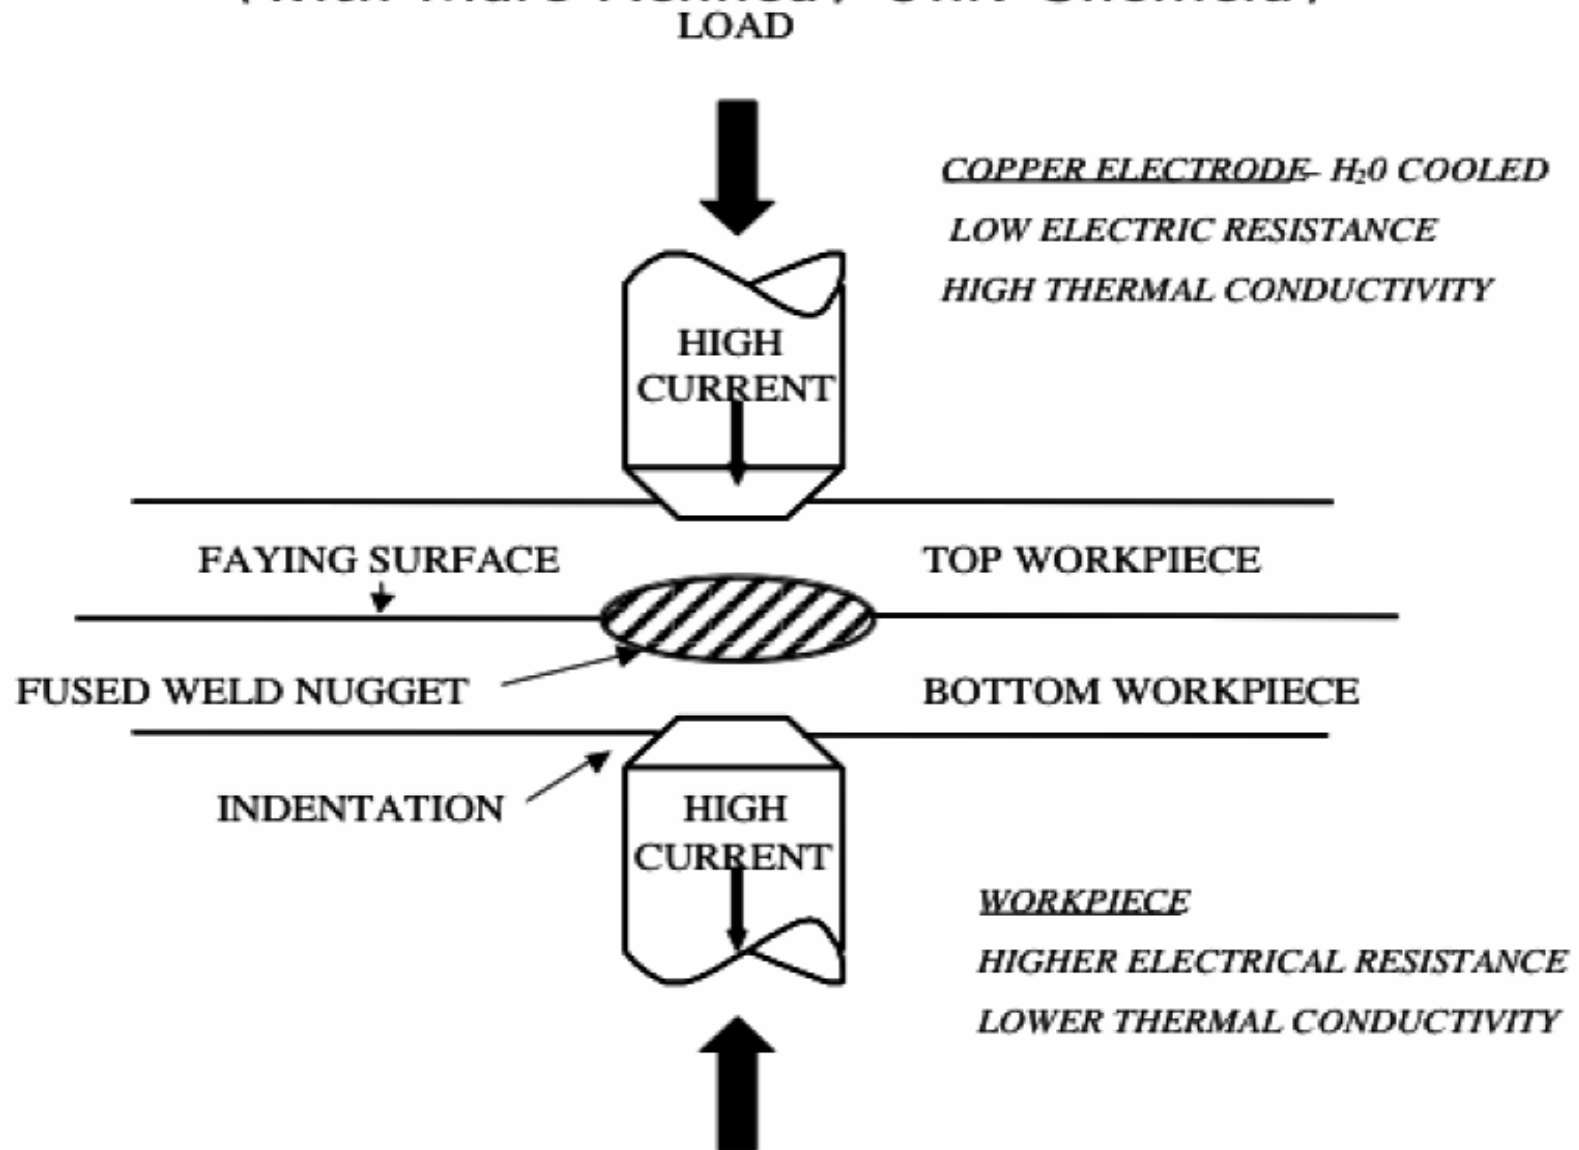 LOAD
COPPER ELECTRODE– H₂0 COOLED
LOW ELECTRIC RESISTANCE
HIGH THERMAL CONDUCTIVITY
HIGH
CURRENT
FAYING SURFACE
TOP WORKPIECE
FUSED WELD NUGGET
BOTTOM WORKPIECE
INDENTATION
HIGH
CURRENT
WORKPIECE
HIGHER ELECTRICAL RESISTANCE
LOWER THERMAL CONDUCTIVITY